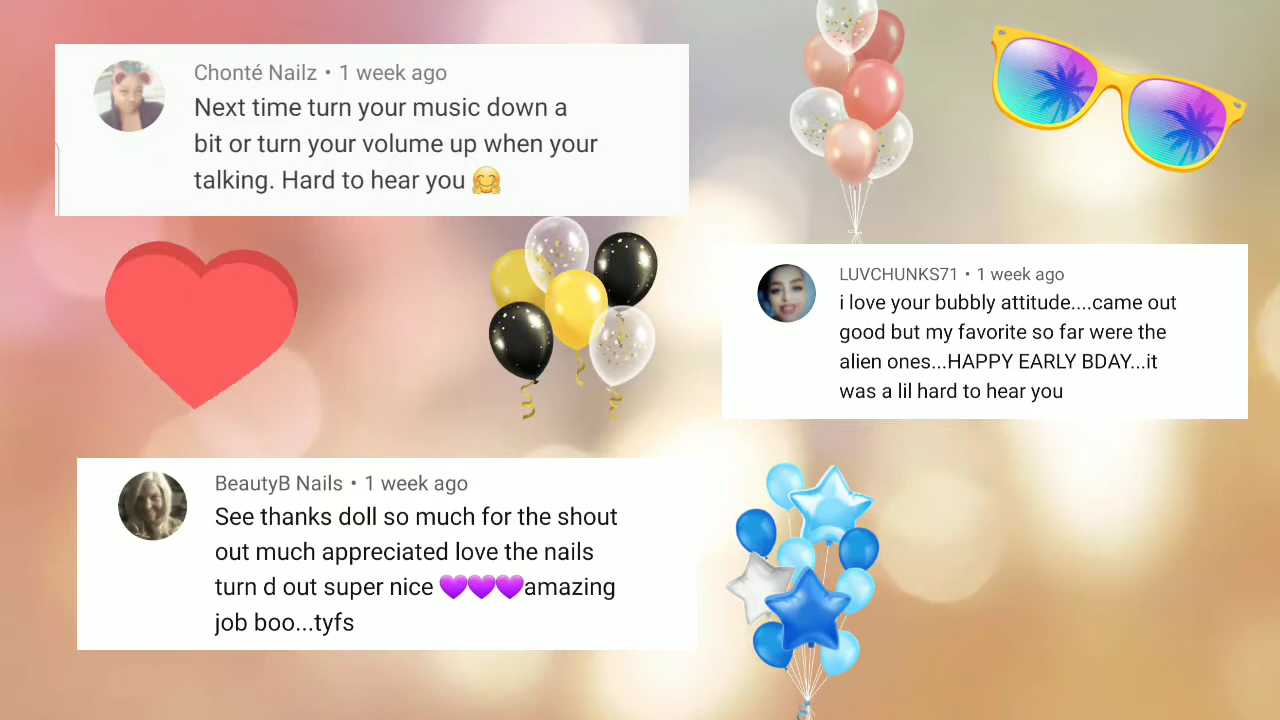 Chonté Nailz • 1 week ago
Next time turn your music down a
bit or turn your volume up when your
talking. Hard to hear you 🤗
LUVCHUNKS71 • 1 week ago
i love your bubbly attitude....came out
good but my favorite so far were the
alien ones...HAPPY EARLY BDAY...it
was a lil hard to hear you
BeautyB Nails • 1 week ago
See thanks doll so much for the shout
out much appreciated love the nails
turn d out super nice 💜💜💜amazing
job boo...tyfs